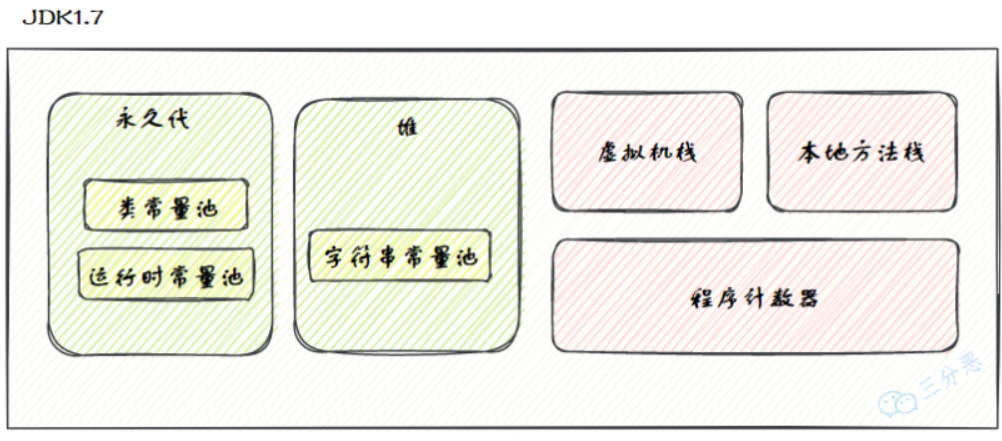 JDK1.7
永久代
类常量池
运行时常量池
堆
字符串常量池
虚拟机栈
本地方法栈
程序计数器
三分恶